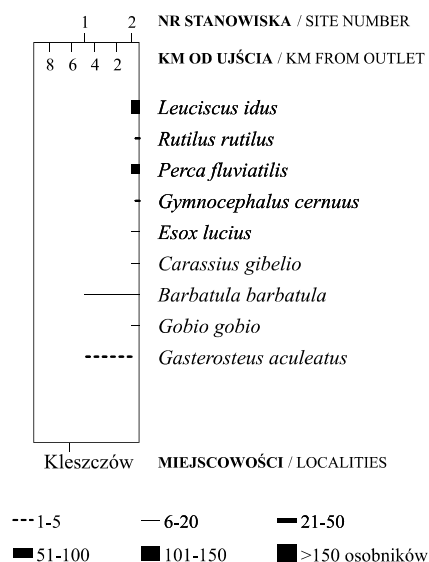 1 2 NR STANOWISKA / SITE NUMBER
KM OD UJŚCIA / KM FROM OUTLET
8 6 4 2
Leuciscus idus
Rutilus rutilus
Perca fluviatilis
Gymnocephalus cernuus
Esox lucius
Carassius gibelio
Barbatula barbatula
Gobio gobio
Gasterosteus aculeatus
Kleszczów MIEJSCOWOŚCI / LOCALITIES
1-5 6-20 21-50
51-100 101-150 >150 osobników